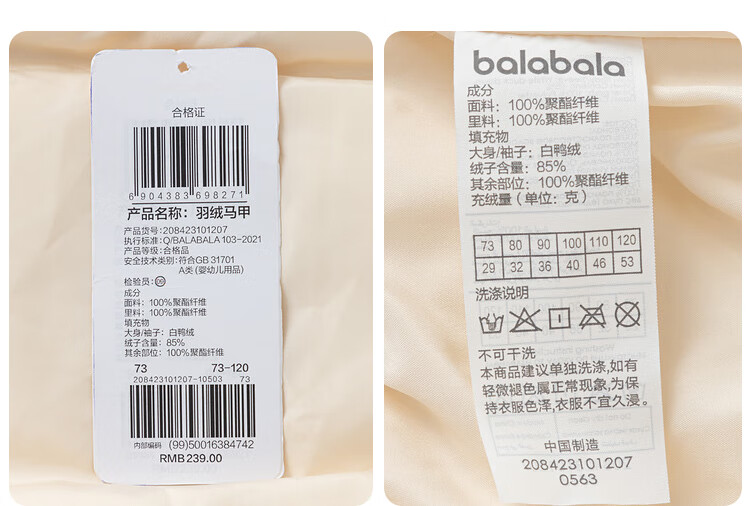 合格证
6 904383 698271
产品名称：羽绒马甲
产品货号：208423101207
执行标准：Q/BALABALA 103-2021
产品等级：合格品
安全技术类别：符合GB 31701
A类 (婴幼儿用品)
检验员：09
成分
面料：100%聚酯纤维
里料：100%聚酯纤维
填充物
大身/袖子：白鸭绒
绒子含量：85%
其余部位：100%聚酯纤维
73 73-120
208423101207-10503 73
内部编码 (99)50016384742
RMB239.00
balabala
成分
面料：100%聚酯纤维
里料：100%聚酯纤维
填充物
大身/袖子：白鸭绒
绒子含量：85%
其余部位：100%聚酯纤维
充绒量（单位：克）
73 80 90 100 110 120
29 32 36 40 46 53
洗涤说明
不可干洗
本商品建议单独洗涤,如有
轻微褪色属正常现象,为保
持衣服色泽,衣服不宜久浸。
中国制造
208423101207
0563